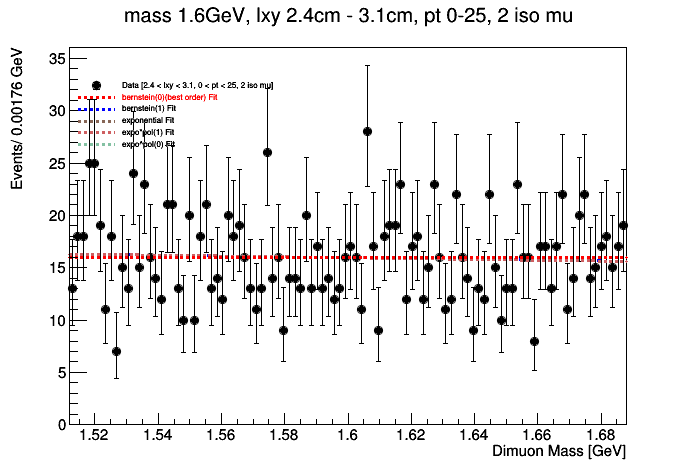 mass 1.6GeV, lxy 2.4cm - 3.1cm, pt 0-25, 2 iso mu
Events/ 0.00176 GeV
35
30
25
20
15
10
5
0
Data [2.4 < lxy < 3.1, 0 < pt < 25, 2 iso mu]
bernstein(0)(best order) Fit
bernstein(1) Fit
exponential Fit
expo*pol(1) Fit
expo*pol(0) Fit
1.52 1.54 1.56 1.58 1.6 1.62 1.64 1.66 1.68
Dimuon Mass [GeV]